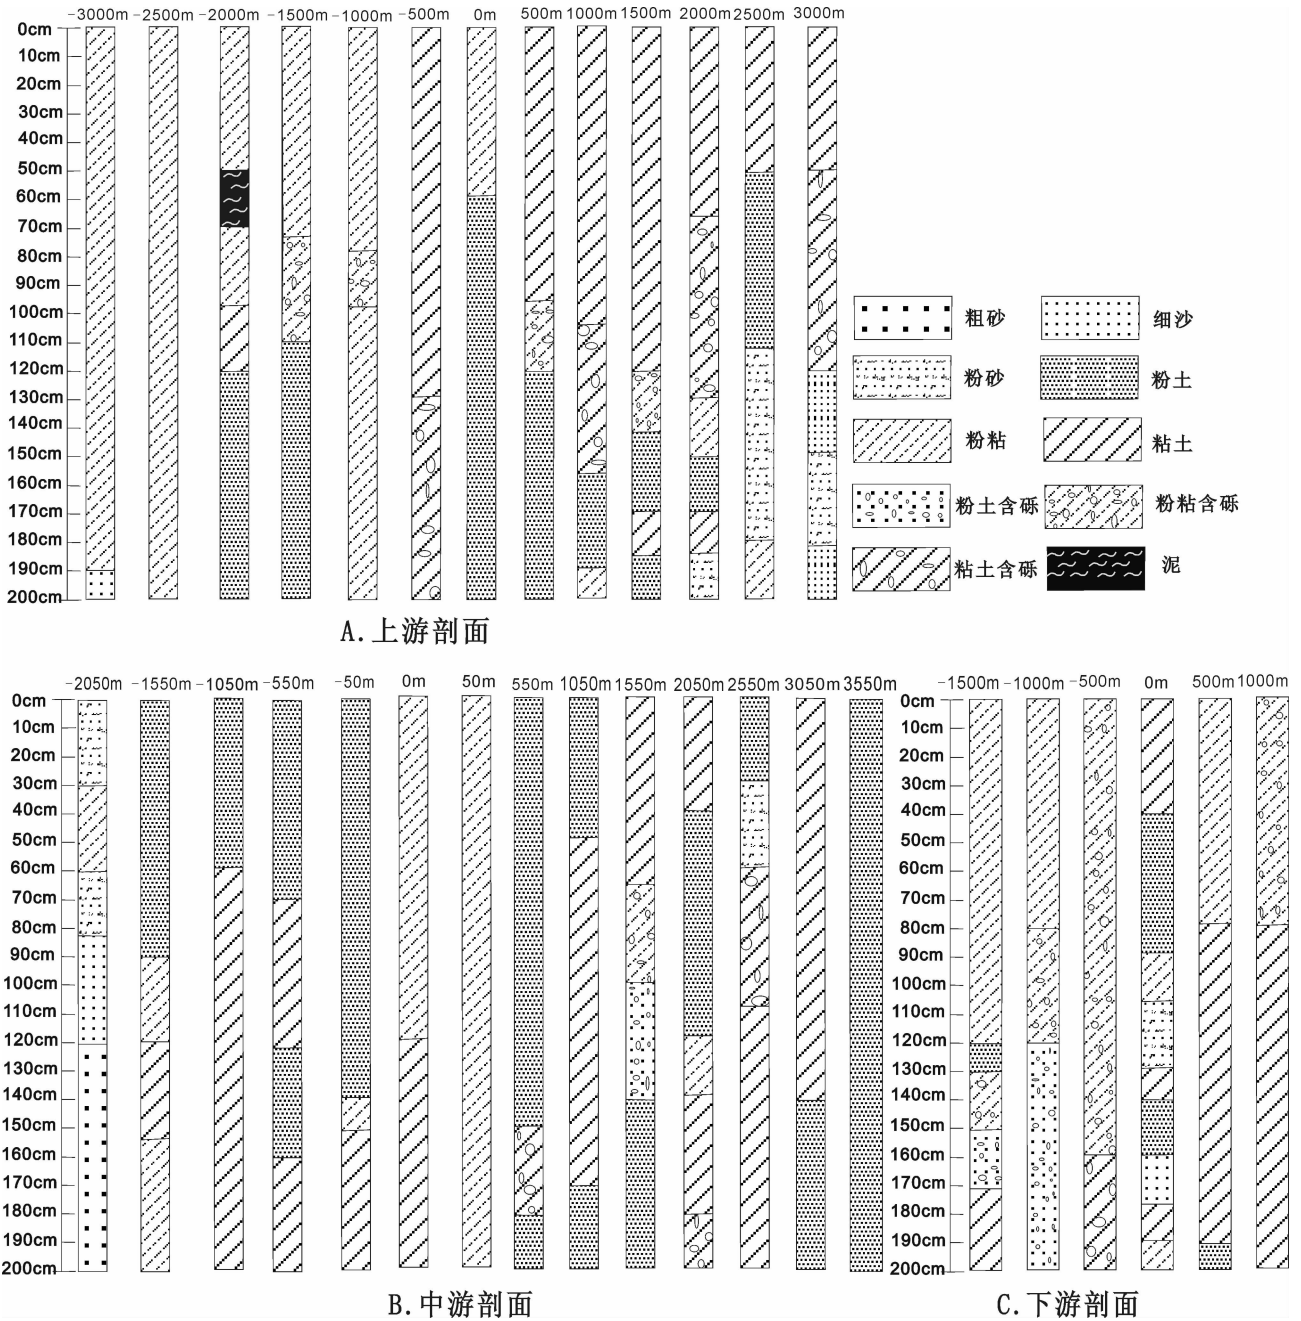 -3000m -2500m -2000m -1500m -1000m -500m 0m 500m 1000m 1500m 2000m 2500m 3000m
0cm
10cm
20cm
30cm
40cm
50cm
60cm
70cm
80cm
90cm
100cm
110cm
120cm
130cm
140cm
150cm
160cm
170cm
180cm
190cm
200cm
粗砂 细沙
粉砂 粉土
粉粘 粘土
粉土含砾 粉粘含砾
粘土含砾 泥
A.上游剖面
-2050m -1550m -1050m -550m -50m 0m 50m 550m 1050m 1550m 2050m 2550m 3050m 3550m
0cm
10cm
20cm
30cm
40cm
50cm
60cm
70cm
80cm
90cm
100cm
110cm
120cm
130cm
140cm
150cm
160cm
170cm
180cm
190cm
200cm
B.中游剖面
-1500m -1000m -500m 0m 500m 1000m
0cm
10cm
20cm
30cm
40cm
50cm
60cm
70cm
80cm
90cm
100cm
110cm
120cm
130cm
140cm
150cm
160cm
170cm
180cm
190cm
200cm
C.下游剖面